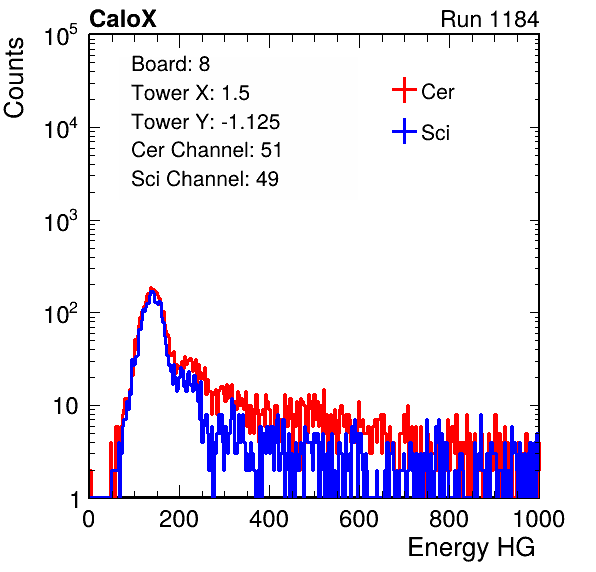 CaloX Run 1184
Counts
Board: 8
Tower X: 1.5
Tower Y: -1.125
Cer Channel: 51
Sci Channel: 49
Cer
Sci
10^5
10^4
10^3
10^2
10
1
0 200 400 600 800 1000
Energy HG